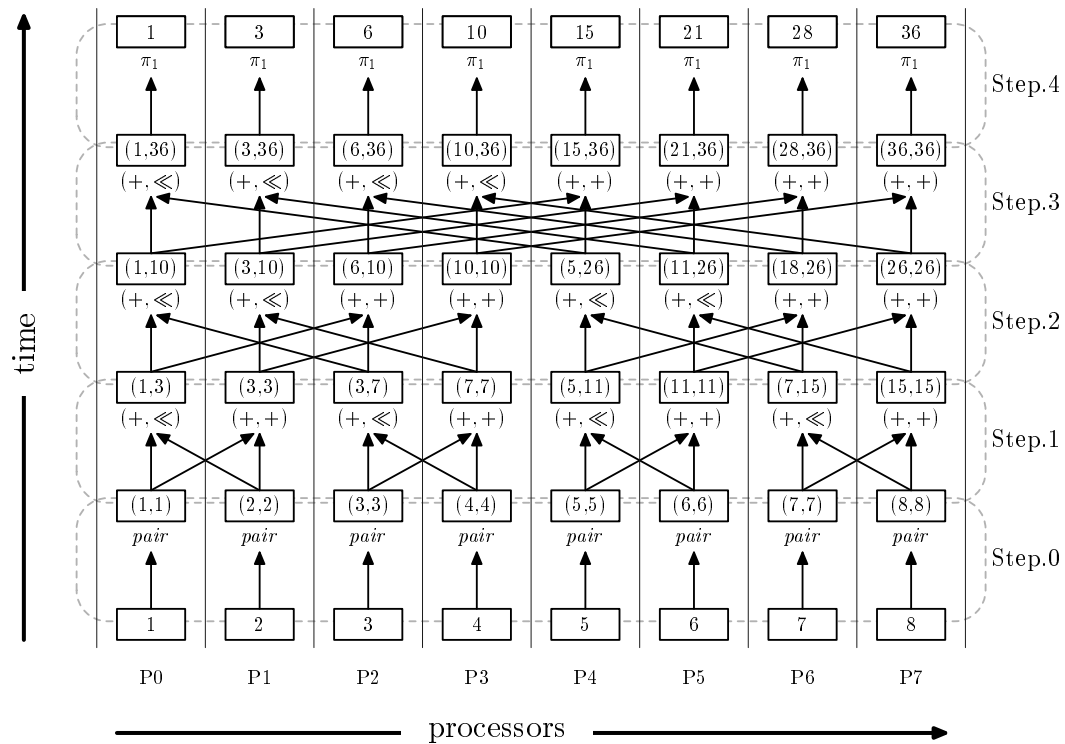 1 3 6 10 15 21 28 36
π₁ π₁ π₁ π₁ π₁ π₁ π₁ π₁
Step.4
(1,36) (3,36) (6,36) (10,36) (15,36) (21,36) (28,36) (36,36)
(+,≪) (+,≪) (+,≪) (+,≪) (+,+) (+,+) (+,+) (+,+)
Step.3
(1,10) (3,10) (6,10) (10,10) (5,26) (11,26) (18,26) (26,26)
(+,≪) (+,≪) (+,+) (+,+) (+,≪) (+,≪) (+,+) (+,+)
Step.2
time
(1,3) (3,3) (3,7) (7,7) (5,11) (11,11) (7,15) (15,15)
(+,≪) (+,+) (+,≪) (+,+) (+,≪) (+,+) (+,≪) (+,+)
Step.1
(1,1) (2,2) (3,3) (4,4) (5,5) (6,6) (7,7) (8,8)
pair pair pair pair pair pair pair pair
Step.0
1 2 3 4 5 6 7 8
P0 P1 P2 P3 P4 P5 P6 P7
processors